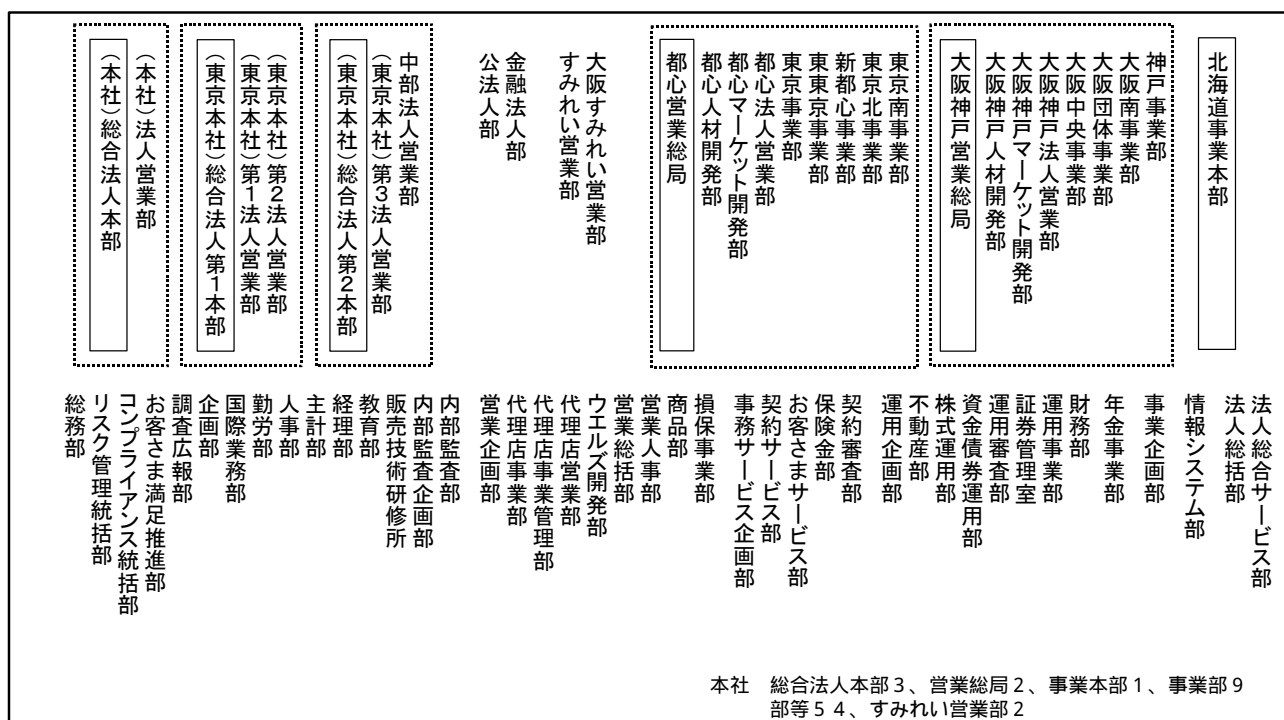 (本社)総合法人本部
(本社)法人営業部
(東京本社)総合法人第1本部
(東京本社)第1法人営業部
(東京本社)第2法人営業部
(東京本社)総合法人第2本部
(東京本社)第3法人営業部
中部法人営業部
公法人部
金融法人部
すみれい営業部
大阪すみれい営業部
都心営業総局
都心人材開発部
都心マーケット開発部
都心法人営業部
東京事業部
東東京事業部
新都心事業部
東京北事業部
東京南事業部
大阪神戸営業総局
大阪神戸人材開発部
大阪神戸マーケット開発部
大阪神戸法人営業部
大阪中央事業部
大阪団体事業部
大阪南事業部
神戸事業部
北海道事業本部
総務部
リスク管理統括部
コンプライアンス統括部
お客さま満足推進部
調査広報部
企画部
国際業務部
勤労部
人事部
主計部
経理部
教育部
販売技術研修所
内部監査企画部
内部監査部
営業企画部
代理店事業部
代理店事業管理部
代理店営業部
ウエルズ開発部
営業総括部
営業人事部
商品部
損保事業部
事務サービス企画部
契約サービス部
お客さまサービス部
保険金部
契約審査部
運用企画部
不動産部
株式運用部
資金債券運用部
運用審査部
証券管理室
運用事業部
財務部
年金事業部
事業企画部
情報システム部
法人総括部
法人総合サービス部
本社 総合法人本部3、営業総局2、事業本部1、事業部9
部等54、すみれい営業部2